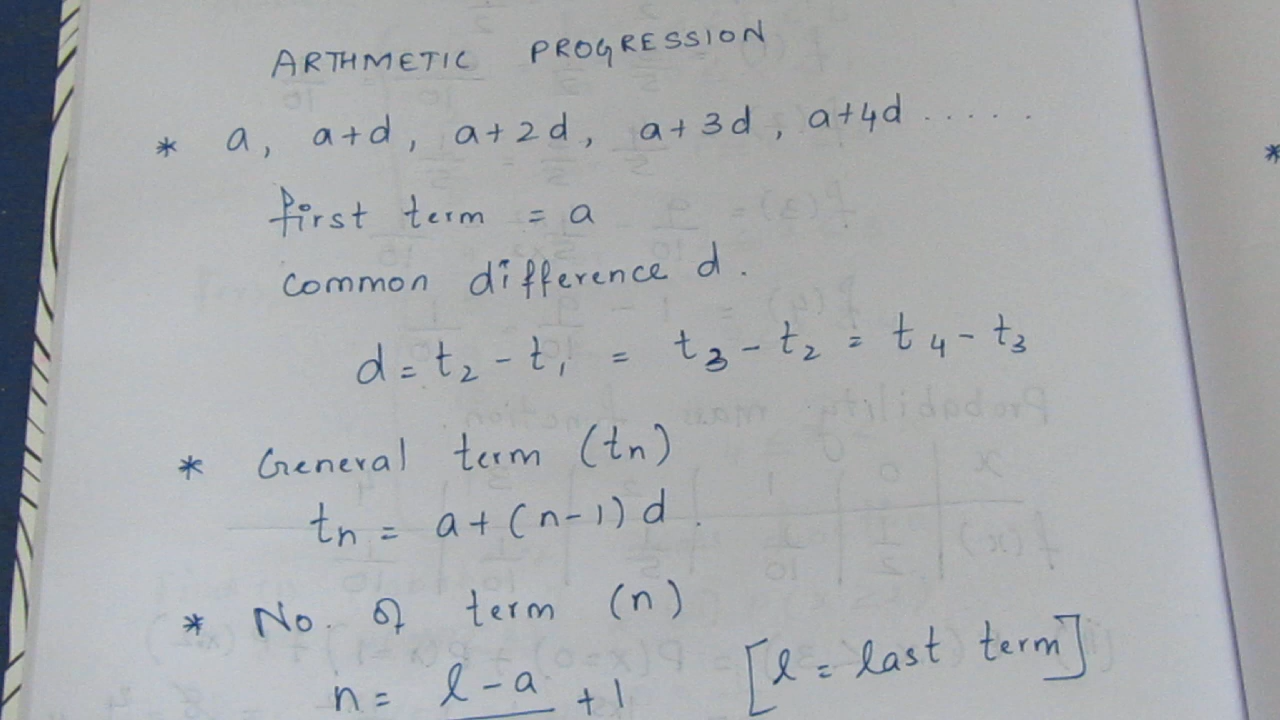 ARTHMETIC PROGRESSION
* a, a+d, a+2d, a+3d, a+4d .....
first term = a
common difference d.
d = t₂ - t₁ = t₃ - t₂ = t₄ - t₃
* General term (tn)
tn = a+(n-1)d.
* No. of term (n)
n = l-a +1 [l = last term]
*